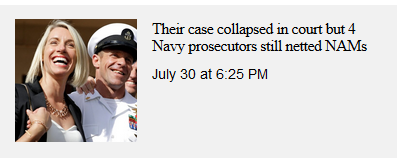 Their case collapsed in court but 4
Navy prosecutors still netted NAMs
July 30 at 6:25 PM